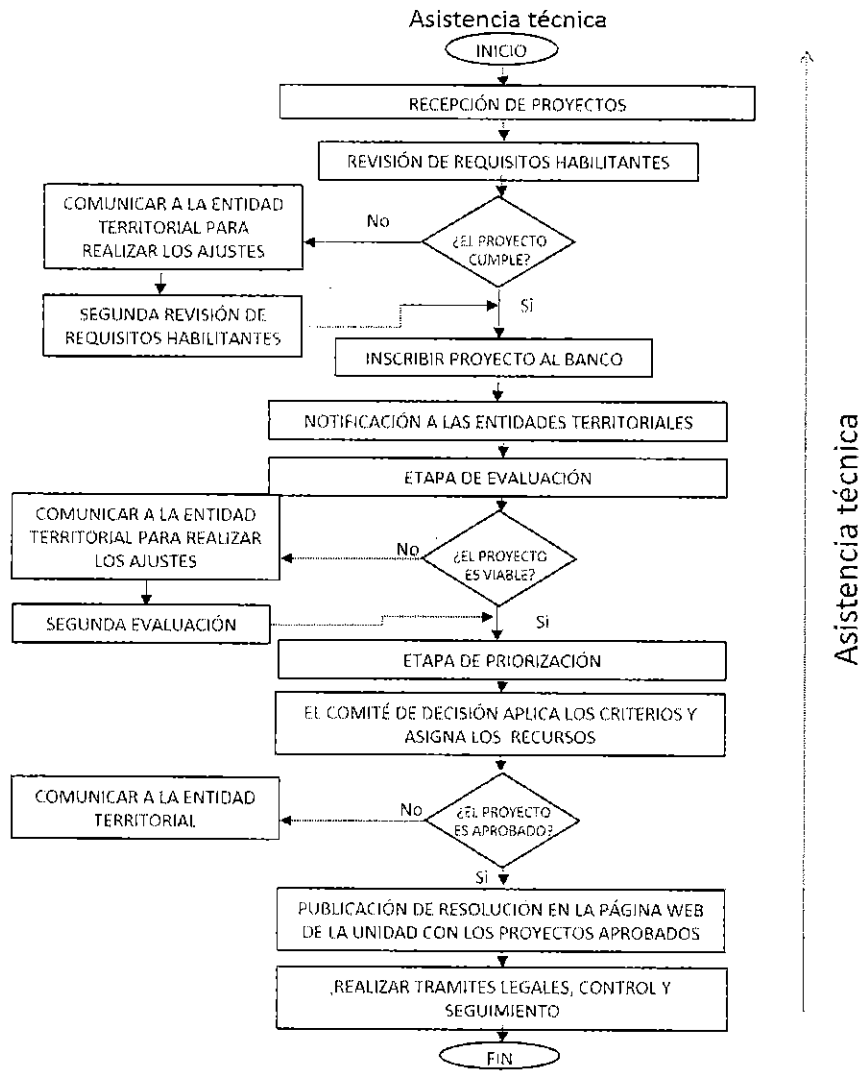 Asistencia técnica
INICIO
RECEPCIÓN DE PROYECTOS
REVISIÓN DE REQUISITOS HABILITANTES
COMUNICAR A LA ENTIDAD
TERRITORIAL PARA
REALIZAR LOS AJUSTES
No
¿EL PROYECTO
CUMPLE?
SEGUNDA REVISIÓN DE
REQUISITOS HABILITANTES
Si
INSCRIBIR PROYECTO AL BANCO
NOTIFICACIÓN A LAS ENTIDADES TERRITORIALES
ETAPA DE EVALUACIÓN
COMUNICAR A LA ENTIDAD
TERRITORIAL PARA REALIZAR
LOS AJUSTES
No
¿EL PROYECTO
ES VIABLE?
SEGUNDA EVALUACIÓN
Si
ETAPA DE PRIORIZACIÓN
EL COMITÉ DE DECISIÓN APLICA LOS CRITERIOS Y
ASIGNA LOS RECURSOS
COMUNICAR A LA ENTIDAD
TERRITORIAL
No
¿EL PROYECTO
ES APROBADO?
Si
PUBLICACIÓN DE RESOLUCIÓN EN LA PÁGINA WEB
DE LA UNIDAD CON LOS PROYECTOS APROBADOS
REALIZAR TRAMITES LEGALES, CONTROL Y
SEGUIMIENTO
FIN
Asistencia técnica